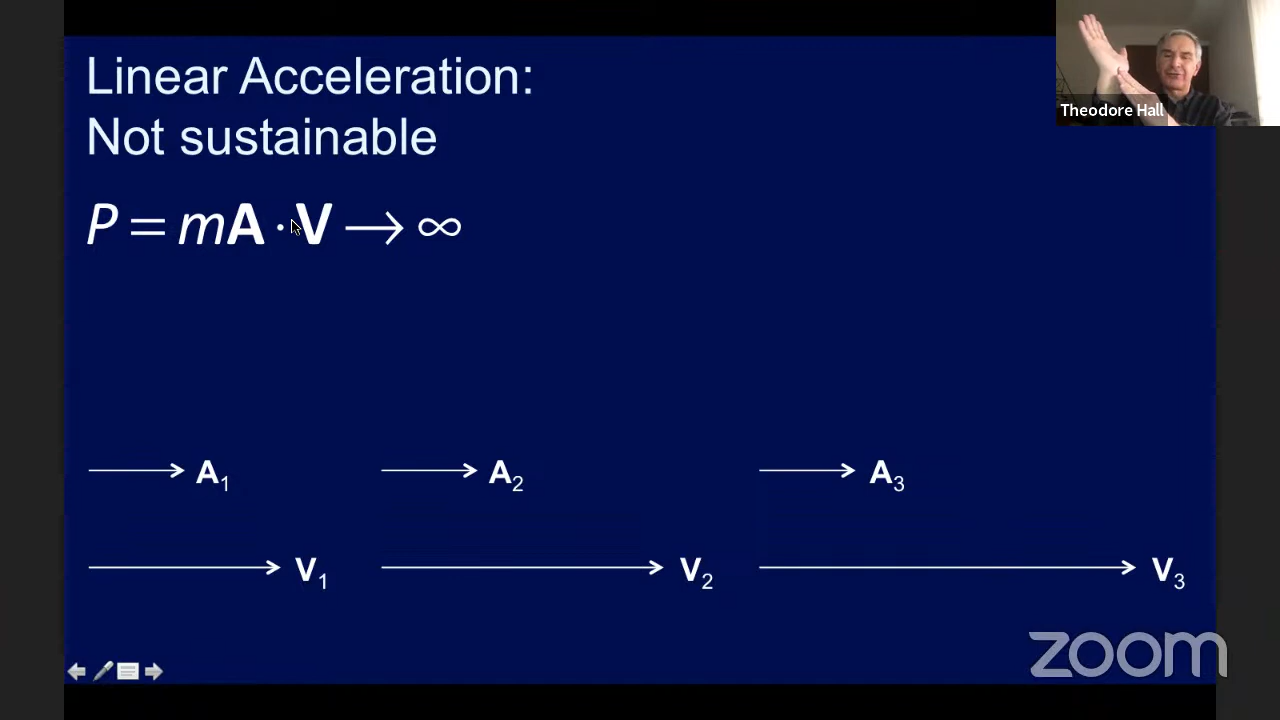 Linear Acceleration:
Not sustainable
P = mA · V → ∞
A₁ A₂ A₃
V₁ V₂ V₃
Theodore Hall
zoom